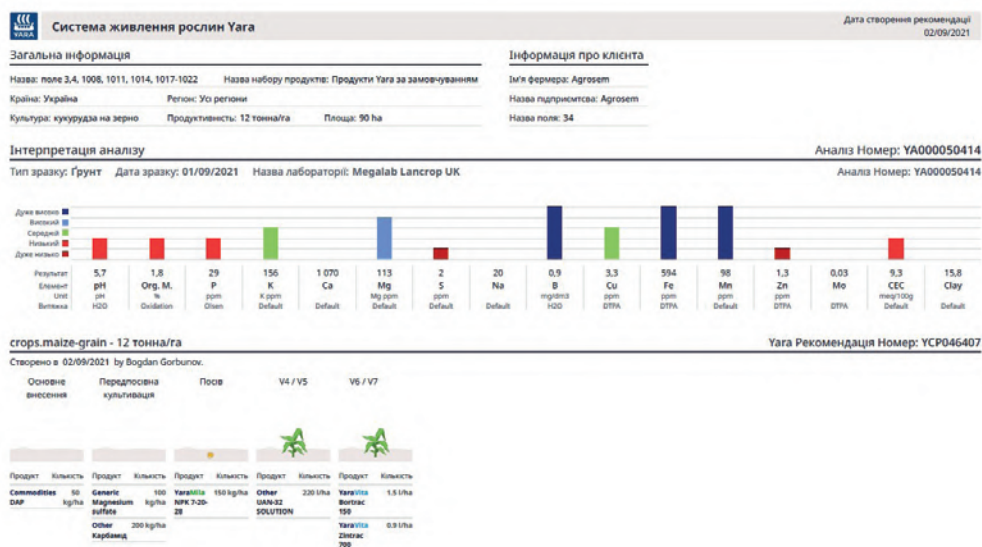 YARA
Система живлення рослин Yara
Дата створення рекомендації
02/09/2021
Загальна інформація
Назва: поле 3,4, 1008, 1011, 1014, 1017-1022 Назва набору продуктів: Продукти Yara за замовчуванням
Країна: Україна Регіон: Усі регіони
Культура: кукурудза на зерно Продуктивність: 12 тонна/га Площа: 90 ha
Інформація про клієнта
Ім'я фермера: Agrosem
Назва підприємтсва: Agrosem
Назва поля: 34
Інтерпретація аналізу Аналіз Номер: YA000050414
Тип зразку: Ґрунт Дата зразку: 01/09/2021 Назва лабораторії: Megalab Lancrop UK Аналіз Номер: YA000050414
Дуже високо
Високий
Середній
Низький
Дуже низько
Результат 5,7 1,8 29 156 1 070 113 2 20 0,9 3,3 594 98 1,3 0,03 9,3 15,8
Елемент pH Org. M. P K Ca Mg S Na B Cu Fe Mn Zn Mo CEC Clay
Unit pH % ppm K ppm Mg ppm ppm mg/dm3 ppm ppm ppm ppm meq/100g
Витяжка H2O Oxidation Olsen Default Default Default Default Default H2O DTPA DTPA Default DTPA DTPA Default Default
crops.maize-grain - 12 тонна/га Yara Рекомендація Номер: YCP046407
Створено в 02/09/2021 by Bogdan Gorbunov.
Основне внесення
Передпосівна культивація
Посів
V4 / V5
V6 / V7
Продукт Кількість Продукт Кількість Продукт Кількість Продукт Кількість Продукт Кількість
Commodities DAP 50 kg/ha
Generic Magnesium sulfate 100 kg/ha
Other Карбамід 200 kg/ha
YaraMila NPK 7-20-28 150 kg/ha
Other UAN-32 SOLUTION 220 l/ha
YaraVita Bortrac 150 1.5 l/ha
YaraVita Zintrac 700 0.9 l/ha